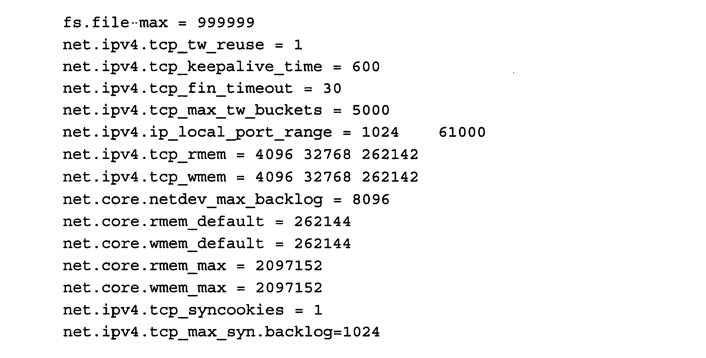 fs.file-max = 999999
net.ipv4.tcp_tw_reuse = 1
net.ipv4.tcp_keepalive_time = 600
net.ipv4.tcp_fin_timeout = 30
net.ipv4.tcp_max_tw_buckets = 5000
net.ipv4.ip_local_port_range = 1024    61000
net.ipv4.tcp_rmem = 4096 32768 262142
net.ipv4.tcp_wmem = 4096 32768 262142
net.core.netdev_max_backlog = 8096
net.core.rmem_default = 262144
net.core.wmem_default = 262144
net.core.rmem_max = 2097152
net.core.wmem_max = 2097152
net.ipv4.tcp_syncookies = 1
net.ipv4.tcp_max_syn.backlog=1024